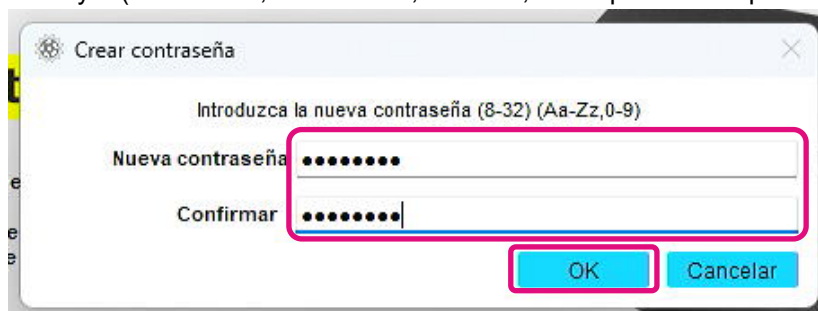 Crear contraseña
Introduzca la nueva contraseña (8-32) (Aa-Zz,0-9)
Nueva contraseña ••••••••
Confirmar ••••••••
OK Cancelar